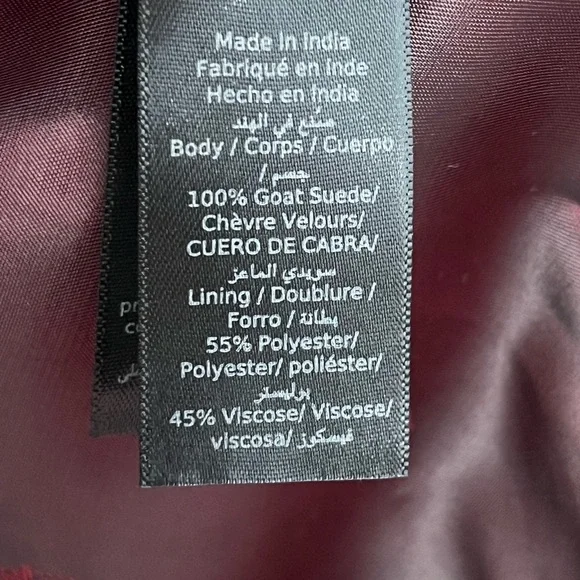 Made in India
Fabriqué en Inde
Hecho en India
صنع في الهند
Body / Corps / Cuerpo
/ جسم
100% Goat Suede/
Chèvre Velours/
CUERO DE CABRA/
سويدي الماعز
Lining / Doublure /
Forro / بطانة
55% Polyester/
Polyester/ poliéster/
بوليستر
45% Viscose/ Viscose/
viscosa/ فيسكوز